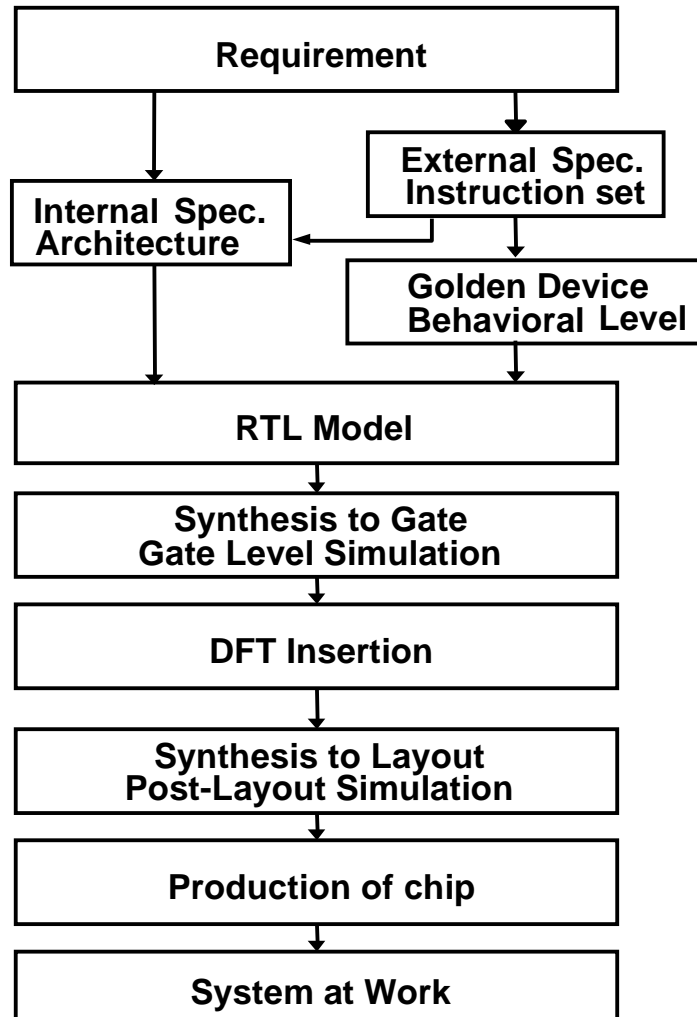 Requirement
External Spec.
Instruction set
Internal Spec.
Architecture
Golden Device
Behavioral Level
RTL Model
Synthesis to Gate
Gate Level Simulation
DFT Insertion
Synthesis to Layout
Post-Layout Simulation
Production of chip
System at Work